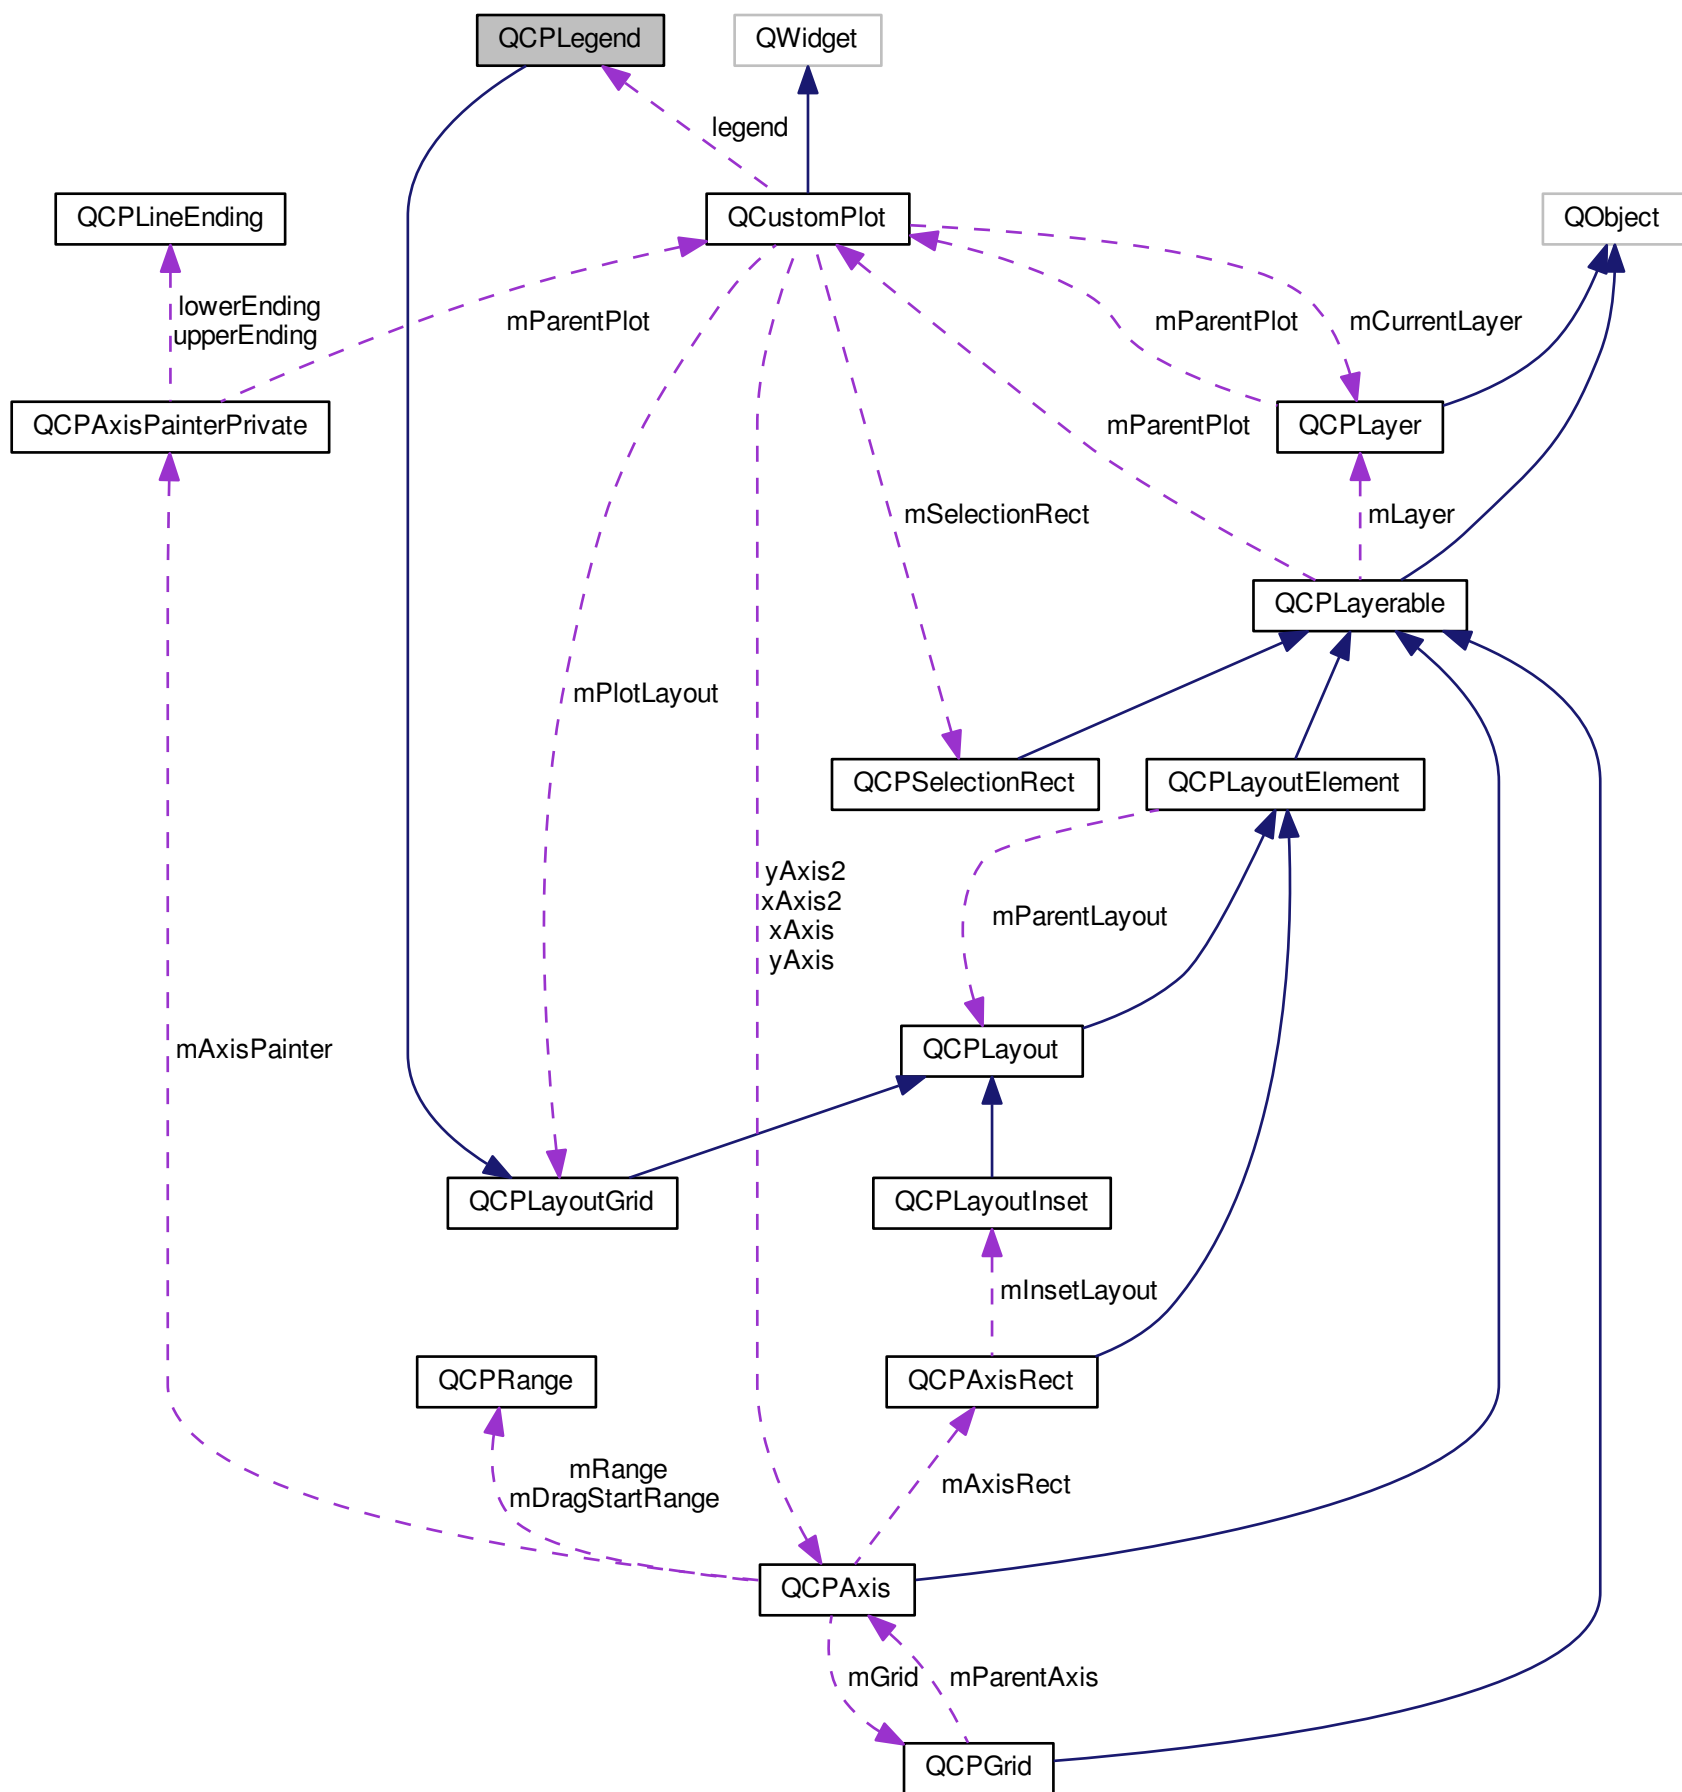 QCPLegend
QWidget
legend
QCPLineEnding
QCustomPlot
QObject
lowerEnding
upperEnding
mParentPlot
mParentPlot
mCurrentLayer
QCPAxisPainterPrivate
mParentPlot
QCPLayer
mSelectionRect
mLayer
QCPLayerable
mPlotLayout
QCPSelectionRect
QCPLayoutElement
yAxis2
xAxis2
xAxis
yAxis
mParentLayout
mAxisPainter
QCPLayout
QCPLayoutGrid
QCPLayoutInset
mInsetLayout
QCPRange
QCPAxisRect
mRange
mDragStartRange
mAxisRect
QCPAxis
mGrid
mParentAxis
QCPGrid